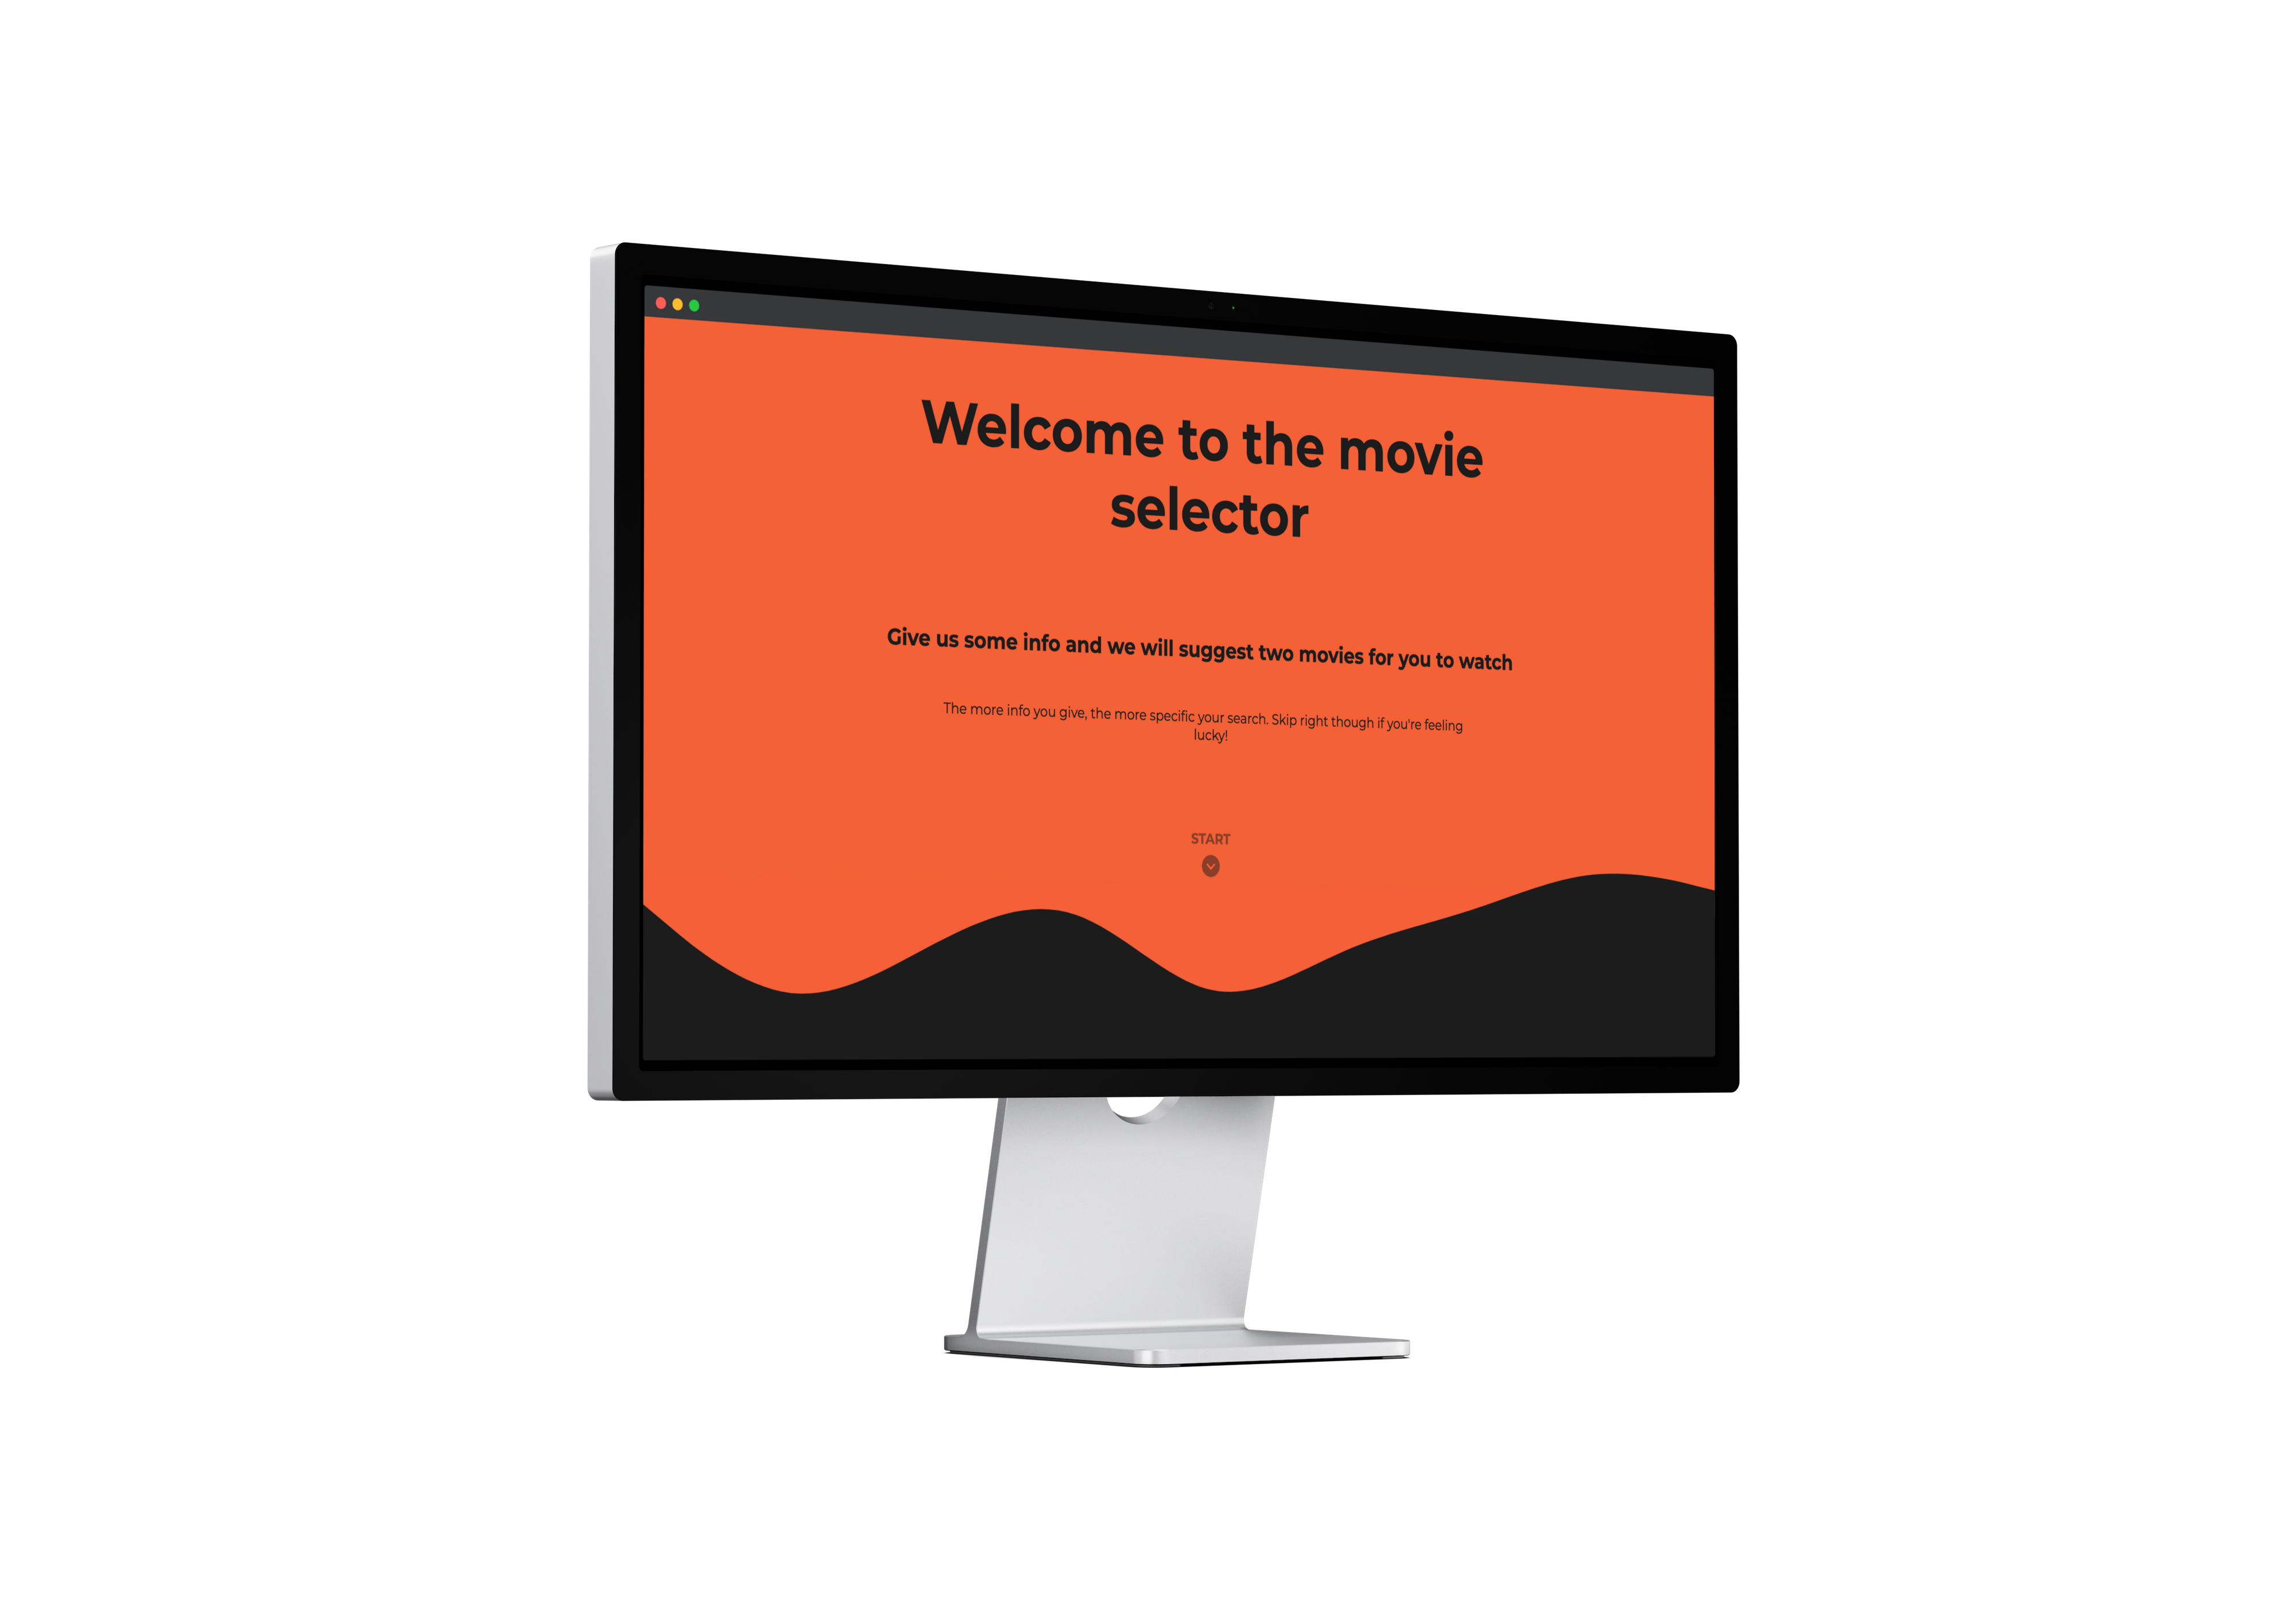 Welcome to the movie
selector
Give us some info and we will suggest two movies for you to watch
The more info you give, the more specific your search. Skip right though if you're feeling
lucky!
START